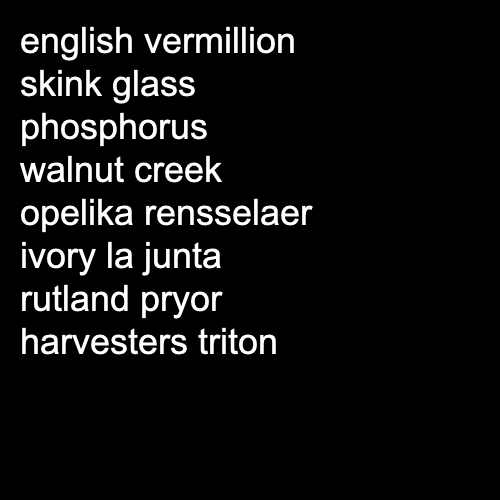 english vermillion
skink glass
phosphorus
walnut creek
opelika rensselaer
ivory la junta
rutland pryor
harvesters triton